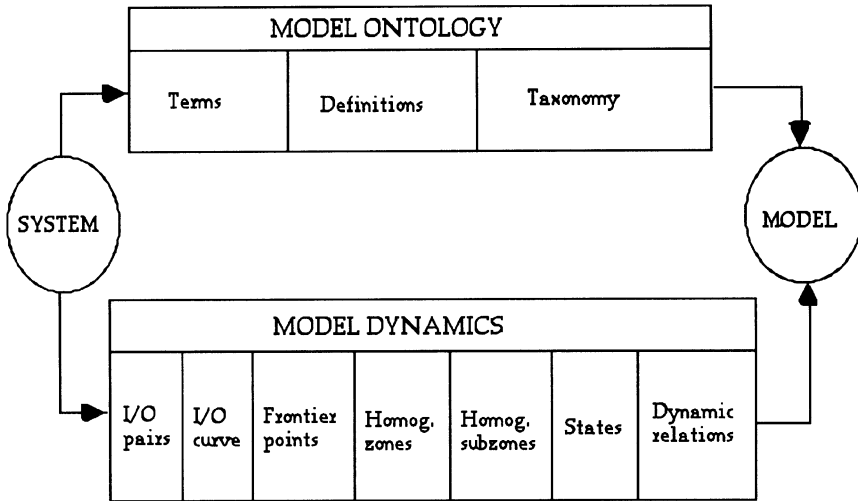 MODEL ONTOLOGY
Terms
Definitions
Taxonomy
SYSTEM
MODEL
MODEL DYNAMICS
I/O
pairs
I/O
curve
Frontier
points
Homog.
zones
Homog.
subzones
States
Dynamic
relations